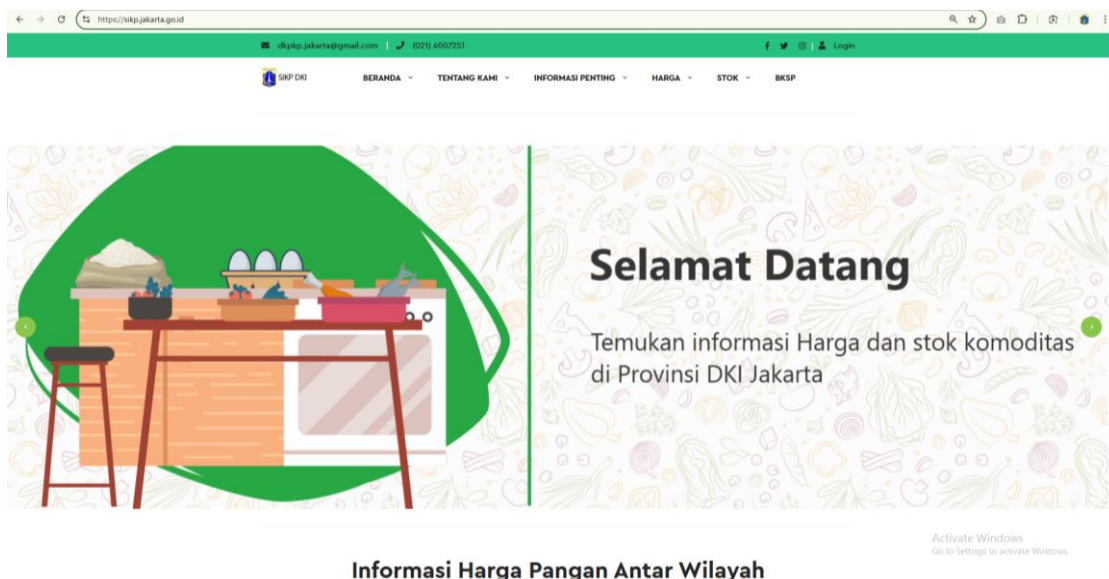 https://sikp.jakarta.go.id
dkpkp.jakarta@gmail.com | (021) 6007251 | Login
SIKP DKI BERANDA TENTANG KAMI INFORMASI PENTING HARGA STOK BKSP
Selamat Datang
Temukan informasi Harga dan stok komoditas
di Provinsi DKI Jakarta
Activate Windows
Go to Settings to activate Windows.
Informasi Harga Pangan Antar Wilayah